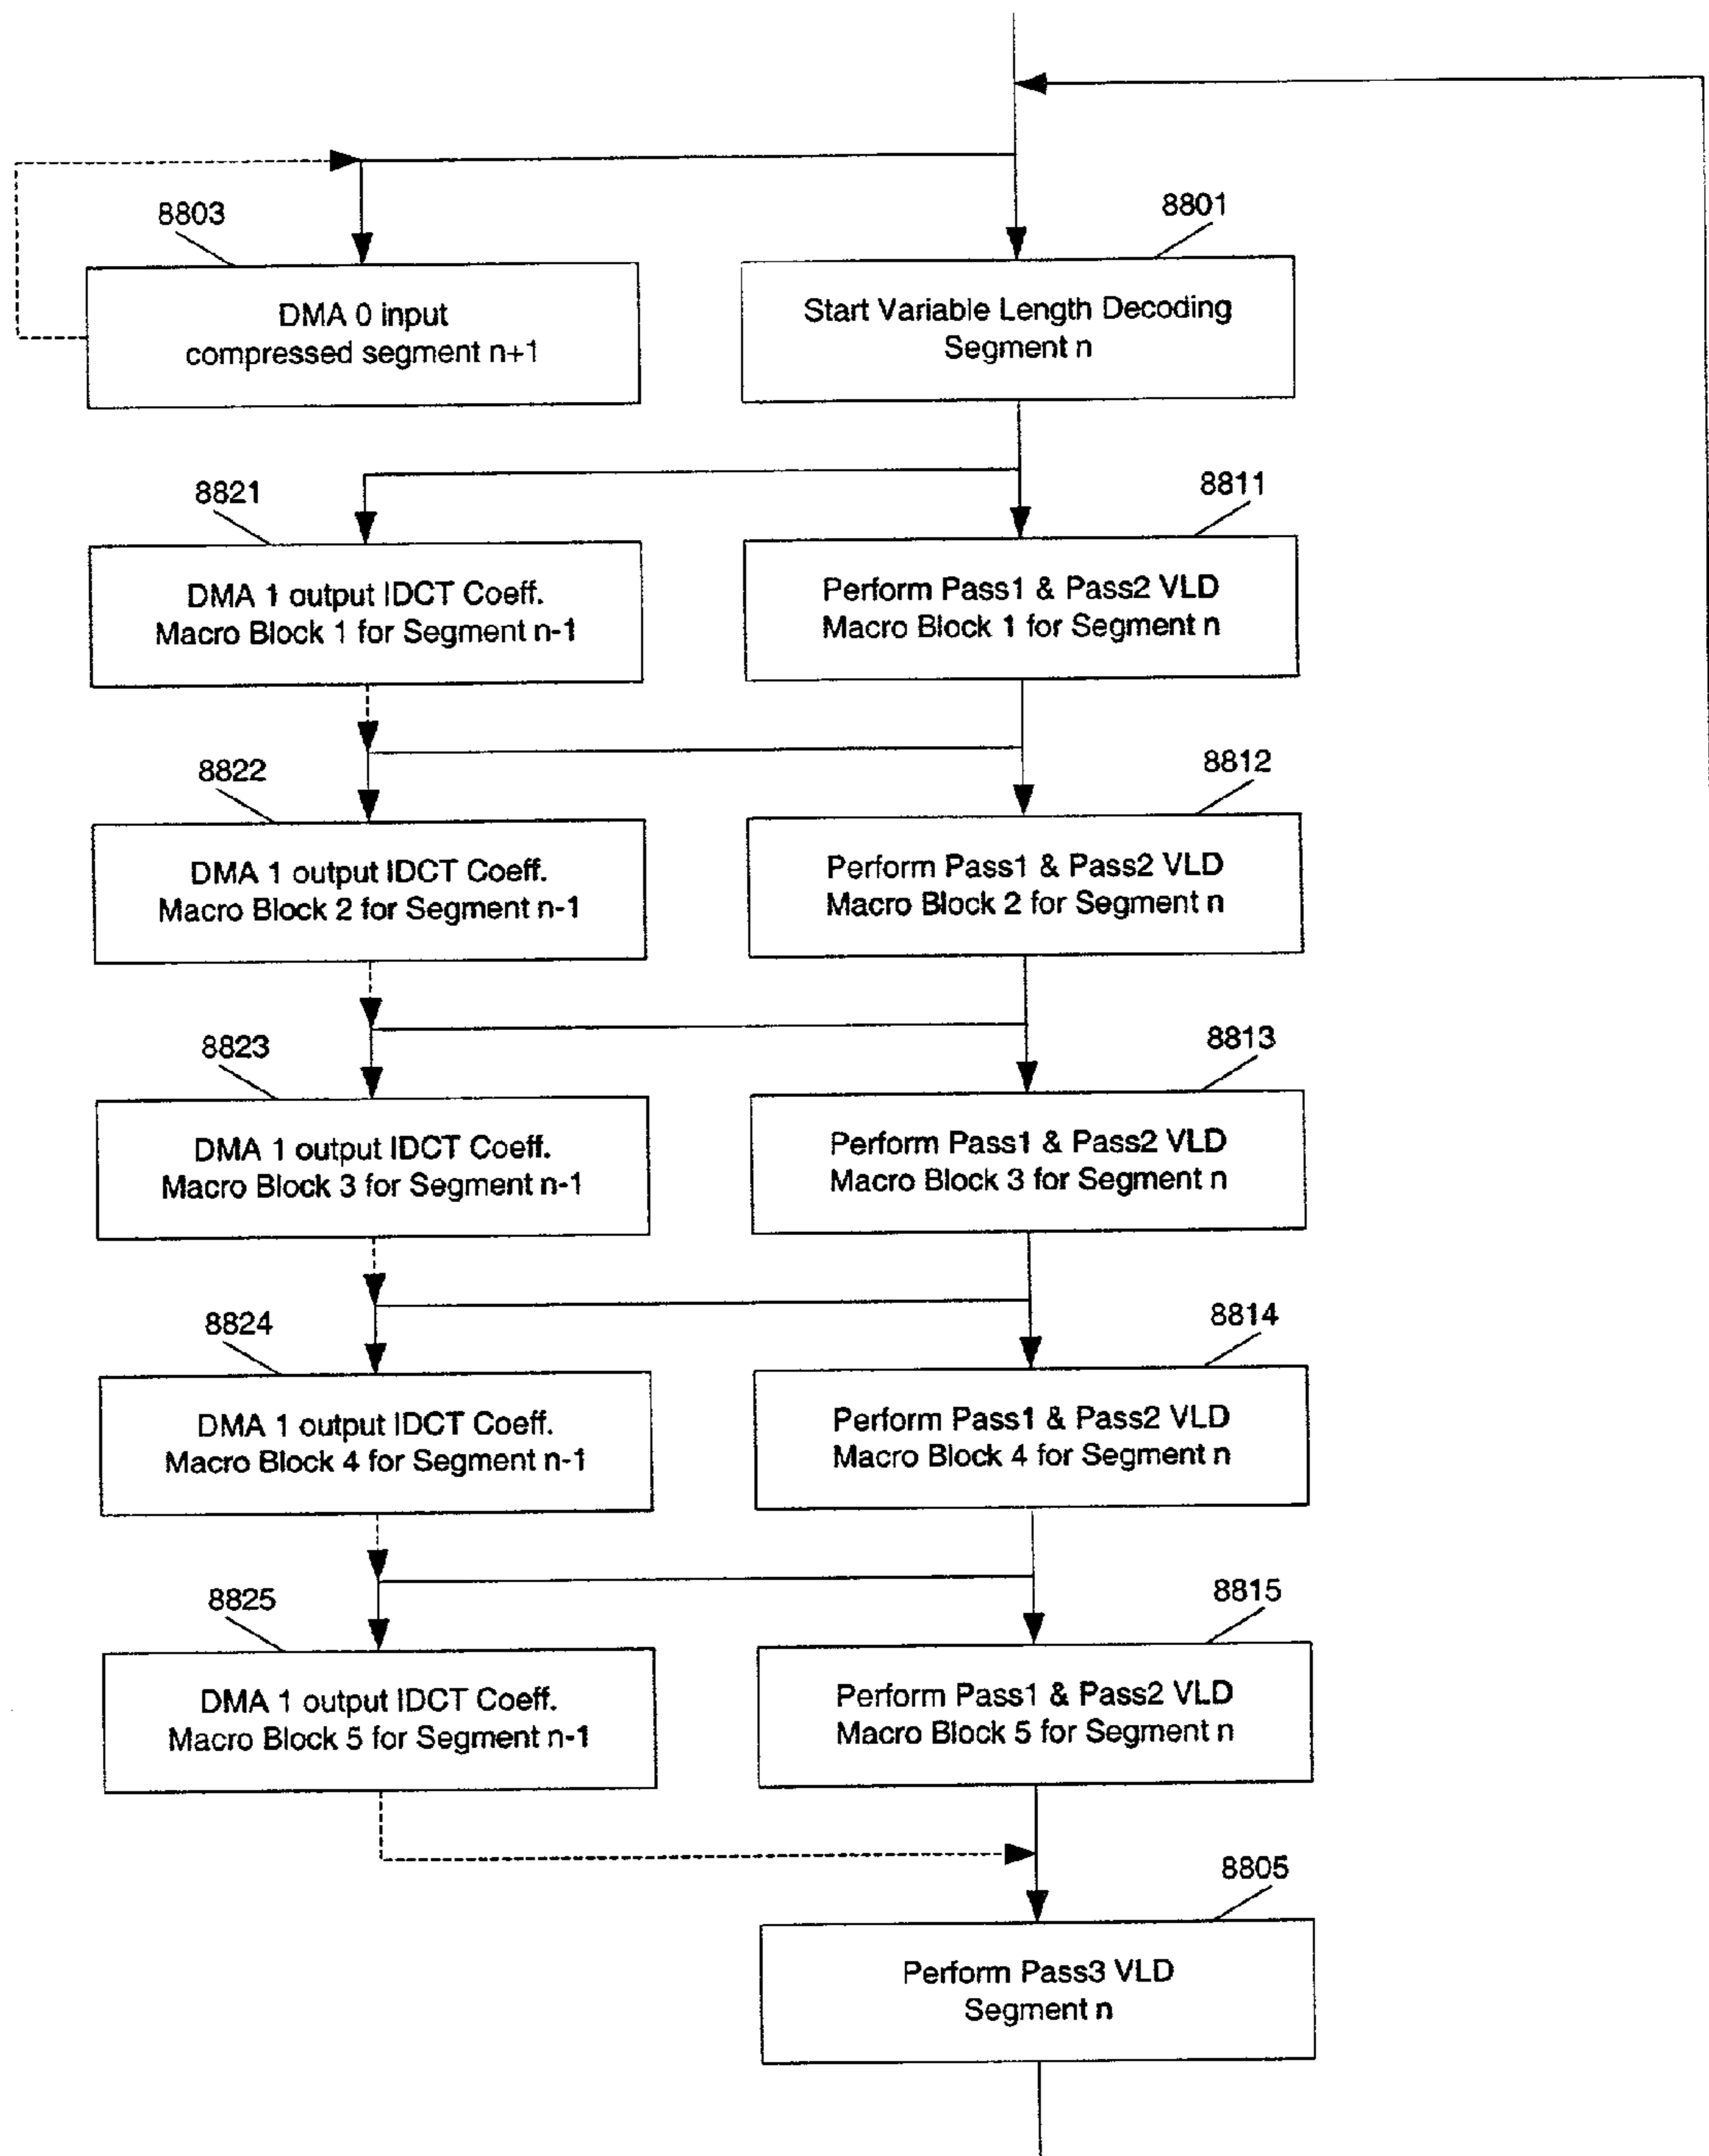 8803
8801
DMA 0 input
compressed segment n+1
Start Variable Length Decoding
Segment n
8821
8811
DMA 1 output IDCT Coeff.
Macro Block 1 for Segment n-1
Perform Pass1 & Pass2 VLD
Macro Block 1 for Segment n
8822
8812
DMA 1 output IDCT Coeff.
Macro Block 2 for Segment n-1
Perform Pass1 & Pass2 VLD
Macro Block 2 for Segment n
8823
8813
DMA 1 output IDCT Coeff.
Macro Block 3 for Segment n-1
Perform Pass1 & Pass2 VLD
Macro Block 3 for Segment n
8824
8814
DMA 1 output IDCT Coeff.
Macro Block 4 for Segment n-1
Perform Pass1 & Pass2 VLD
Macro Block 4 for Segment n
8825
8815
DMA 1 output IDCT Coeff.
Macro Block 5 for Segment n-1
Perform Pass1 & Pass2 VLD
Macro Block 5 for Segment n
8805
Perform Pass3 VLD
Segment n